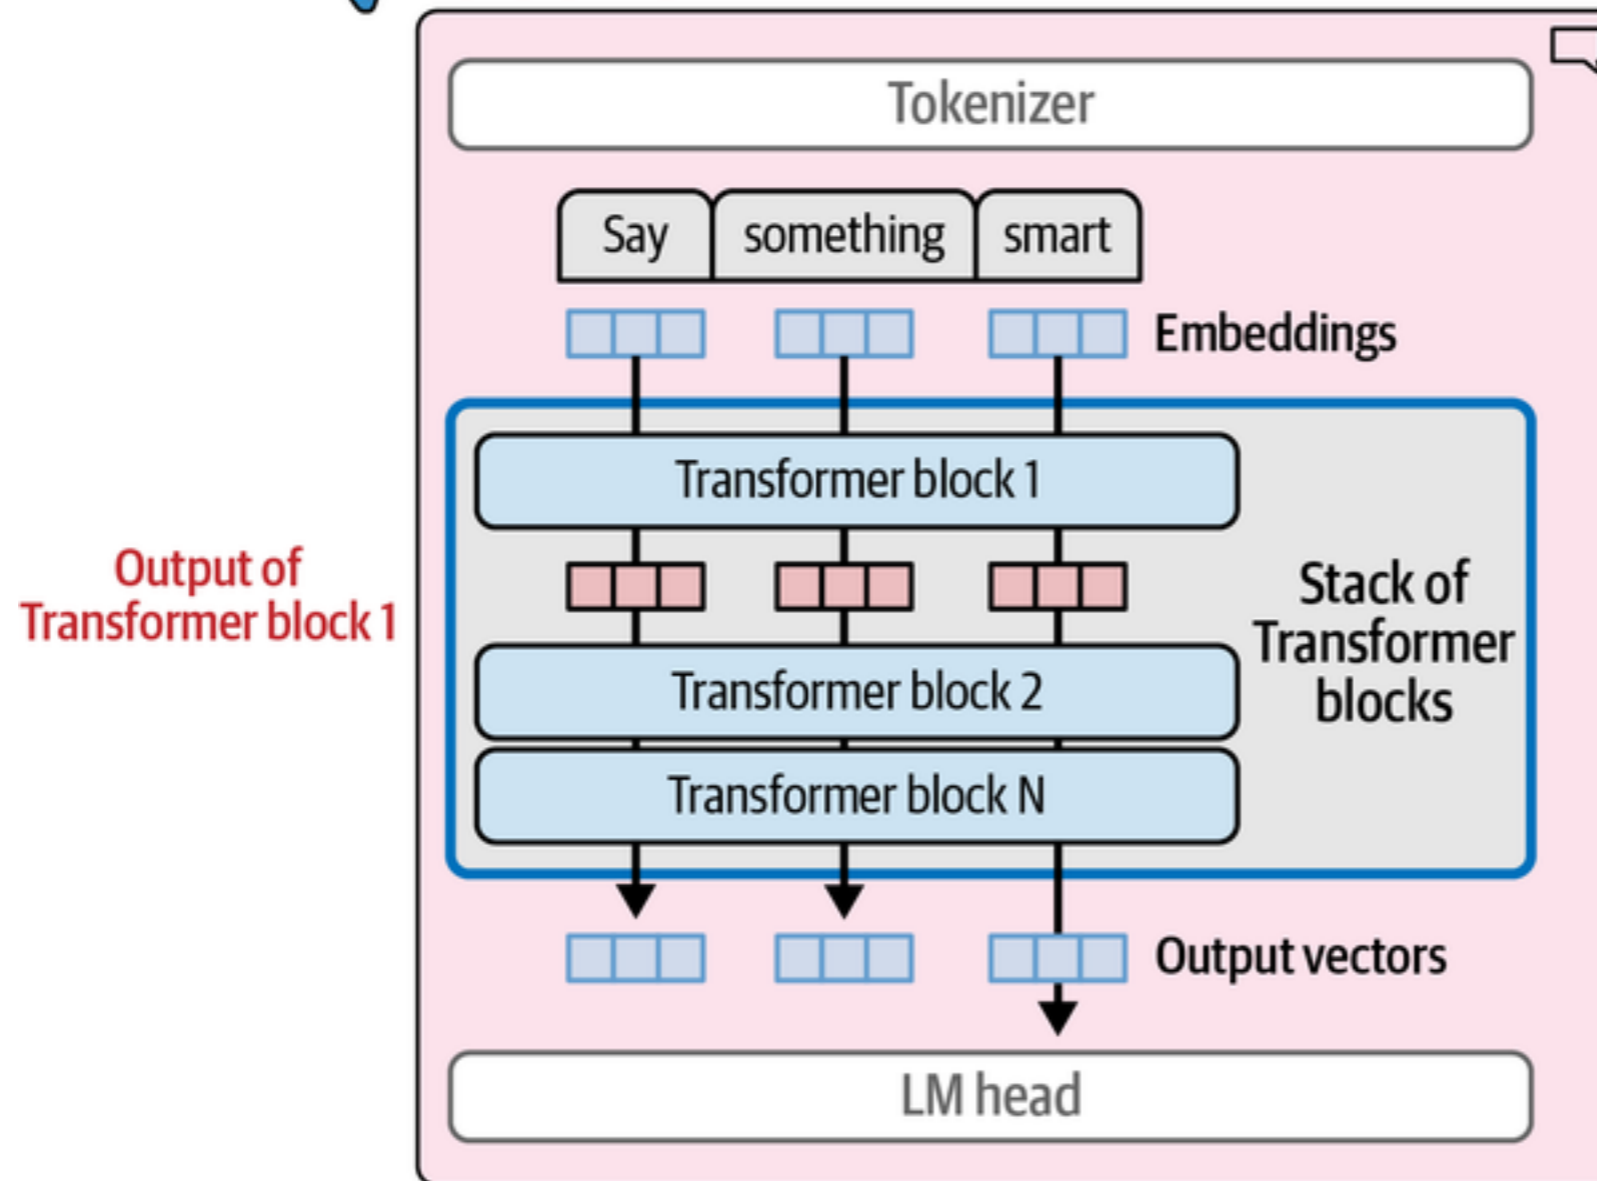 Tokenizer
Say something smart
Embeddings
Transformer block 1
Output of
Transformer block 1
Stack of
Transformer
blocks
Transformer block 2
Transformer block N
Output vectors
LM head